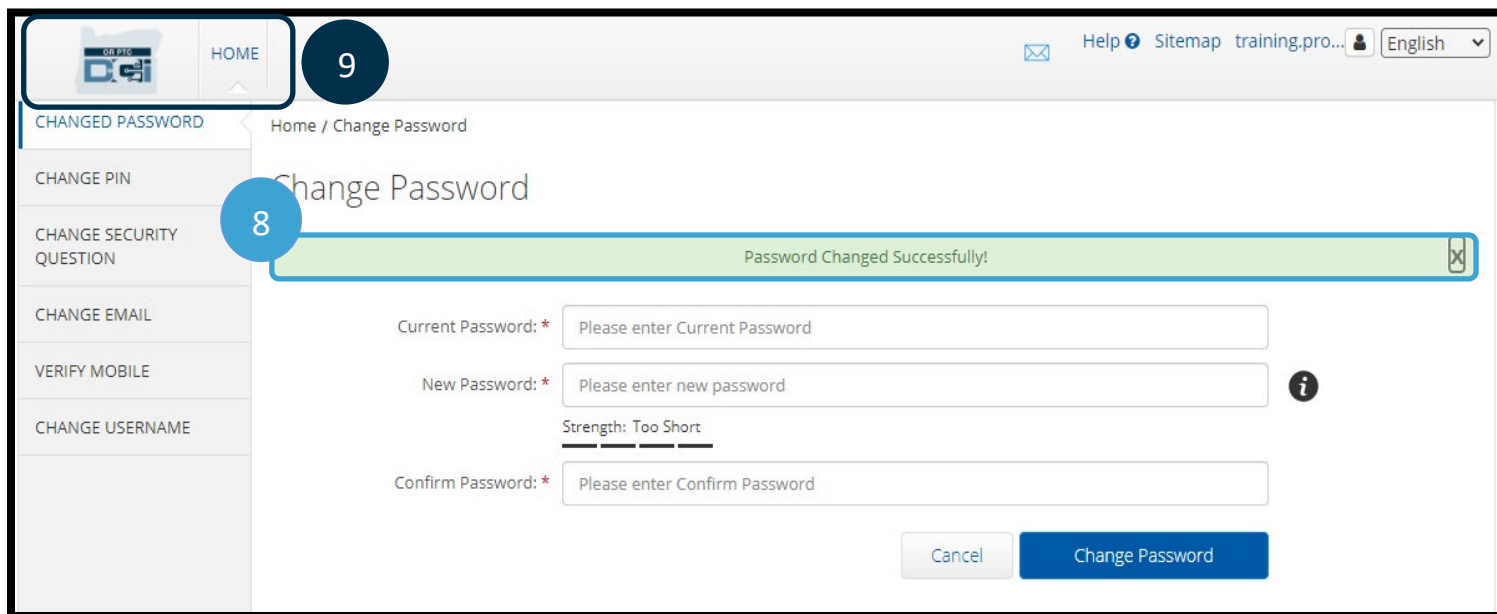 OR PTC
DCi
HOME
9
Help ? Sitemap training.pro... English
CHANGED PASSWORD
Home / Change Password
CHANGE PIN
Change Password
CHANGE SECURITY
QUESTION
8
Password Changed Successfully! X
CHANGE EMAIL
Current Password: * Please enter Current Password
VERIFY MOBILE
New Password: * Please enter new password i
CHANGE USERNAME
Strength: Too Short
Confirm Password: * Please enter Confirm Password
Cancel Change Password